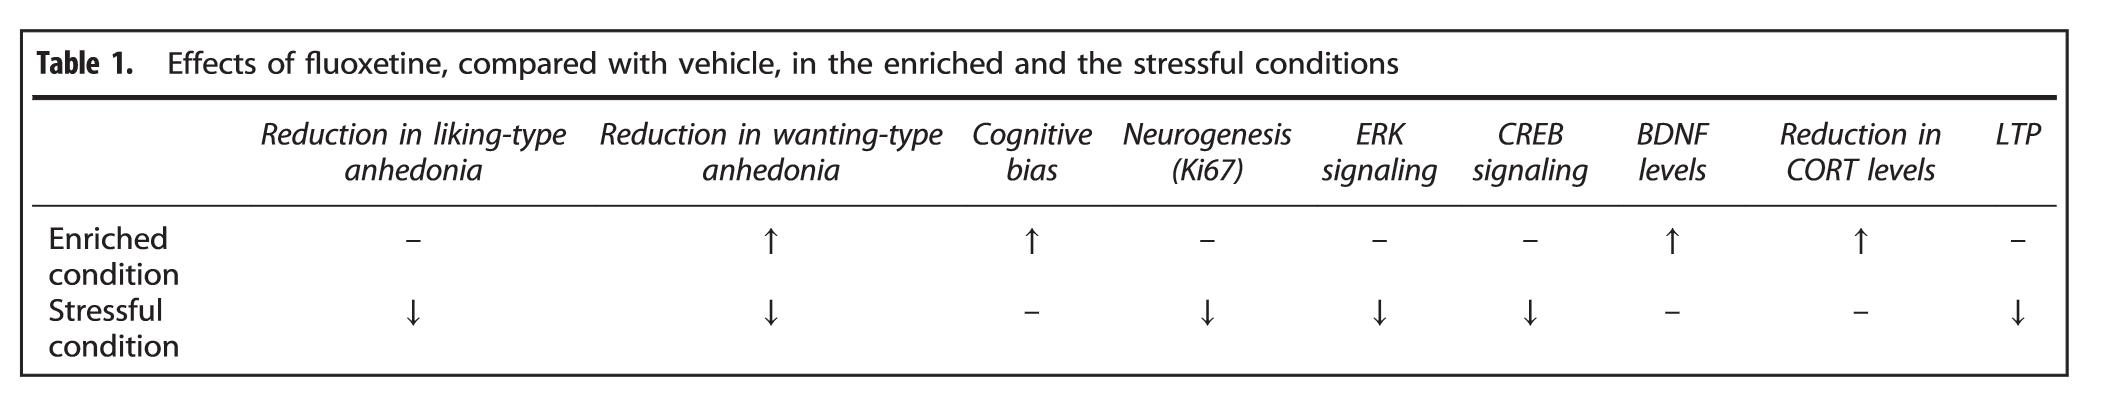 Table 1. Effects of fluoxetine, compared with vehicle, in the enriched and the stressful conditions
Reduction in liking-type Reduction in wanting-type Cognitive Neurogenesis ERK CREB BDNF Reduction in LTP
anhedonia anhedonia bias (Ki67) signaling signaling levels CORT levels
Enriched – ↑ ↑ – – – ↑ ↑ –
condition
Stressful ↓ ↓ – ↓ ↓ ↓ – – ↓
condition